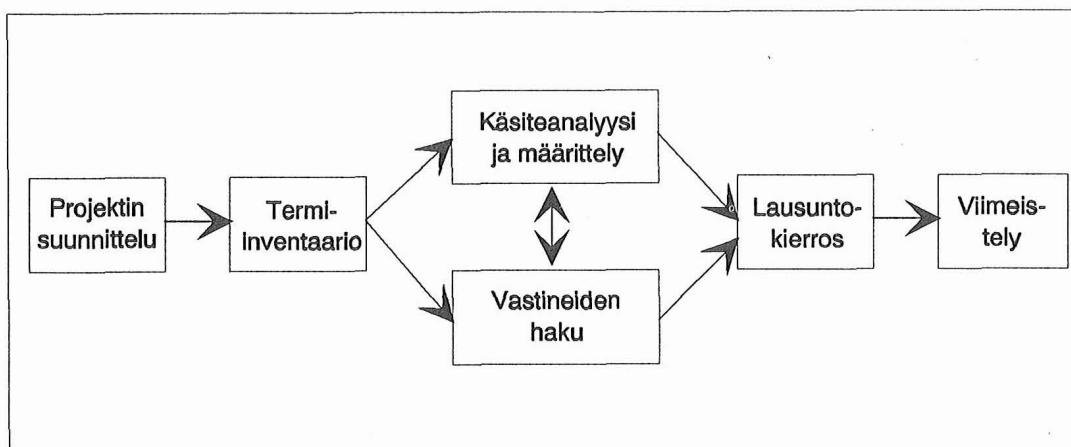 Projektin
suunnittelu
Termi-
inventaario
Käsiteanalyysi
ja määrittely
Vastineiden
haku
Lausunto-
kierros
Viimeis-
tely